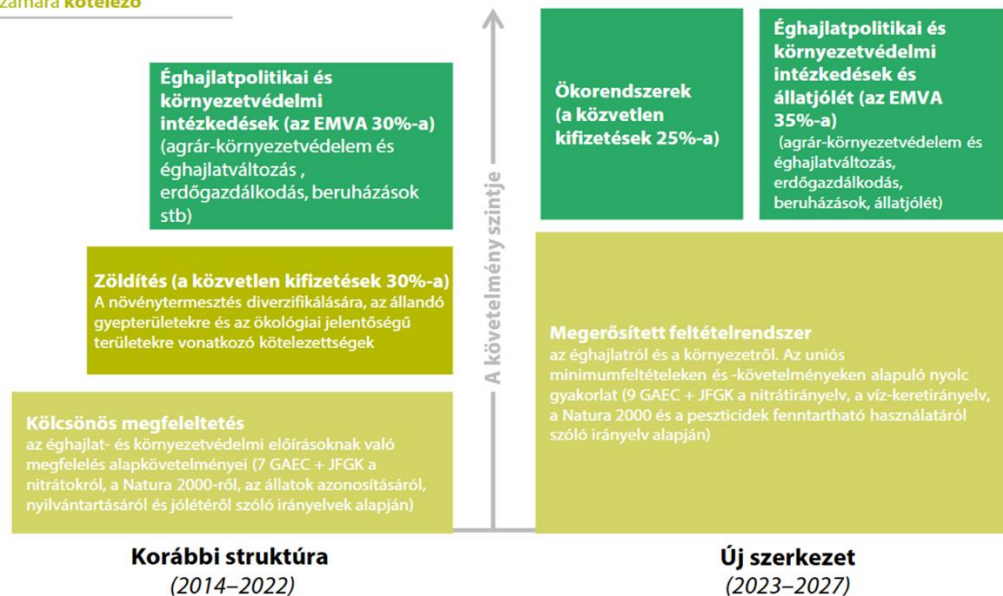 számára kötelező
Éghajlatpolitikai és
környezetvédelmi
intézkedések (az EMVA 30%-a)
(agrár-környezetvédelem és
éghajlatváltozás ,
erdőgazdálkodás, beruházások
stb)
Zöldítés (a közvetlen kifizetések 30%-a)
A növénytermesztés diverzifikálására, az állandó
gyepterületekre és az ökológiai jelentőségű
területekre vonatkozó kötelezettségek
Kölcsönös megfeleltetés
az éghajlat- és környezetvédelmi előírásoknak való
megfelelés alapkövetelményei (7 GAEC + JFGK a
nitrátokról, a Natura 2000-ről, az állatok azonosításáról,
nyilvántartásáról és jólétéről szóló irányelvek alapján)
Korábbi struktúra
(2014–2022)
A követelmény szintje
Ökorendszerek
(a közvetlen
kifizetések 25%-a)
Éghajlatpolitikai és
környezetvédelmi
intézkedések és
állatjólét (az EMVA
35%-a)
(agrár-környezetvédelem és
éghajlatváltozás,
erdőgazdálkodás,
beruházások, állatjólét)
Megerősített feltételrendszer
az éghajlatról és a környezetről. Az uniós
minimumfeltételeken és -követelményeken alapuló nyolc
gyakorlat (9 GAEC + JFGK a nitrátirányelv, a víz-keretirányelv,
a Natura 2000 és a peszticidek fenntartható használatáról
szóló irányelv alapján)
Új szerkezet
(2023–2027)